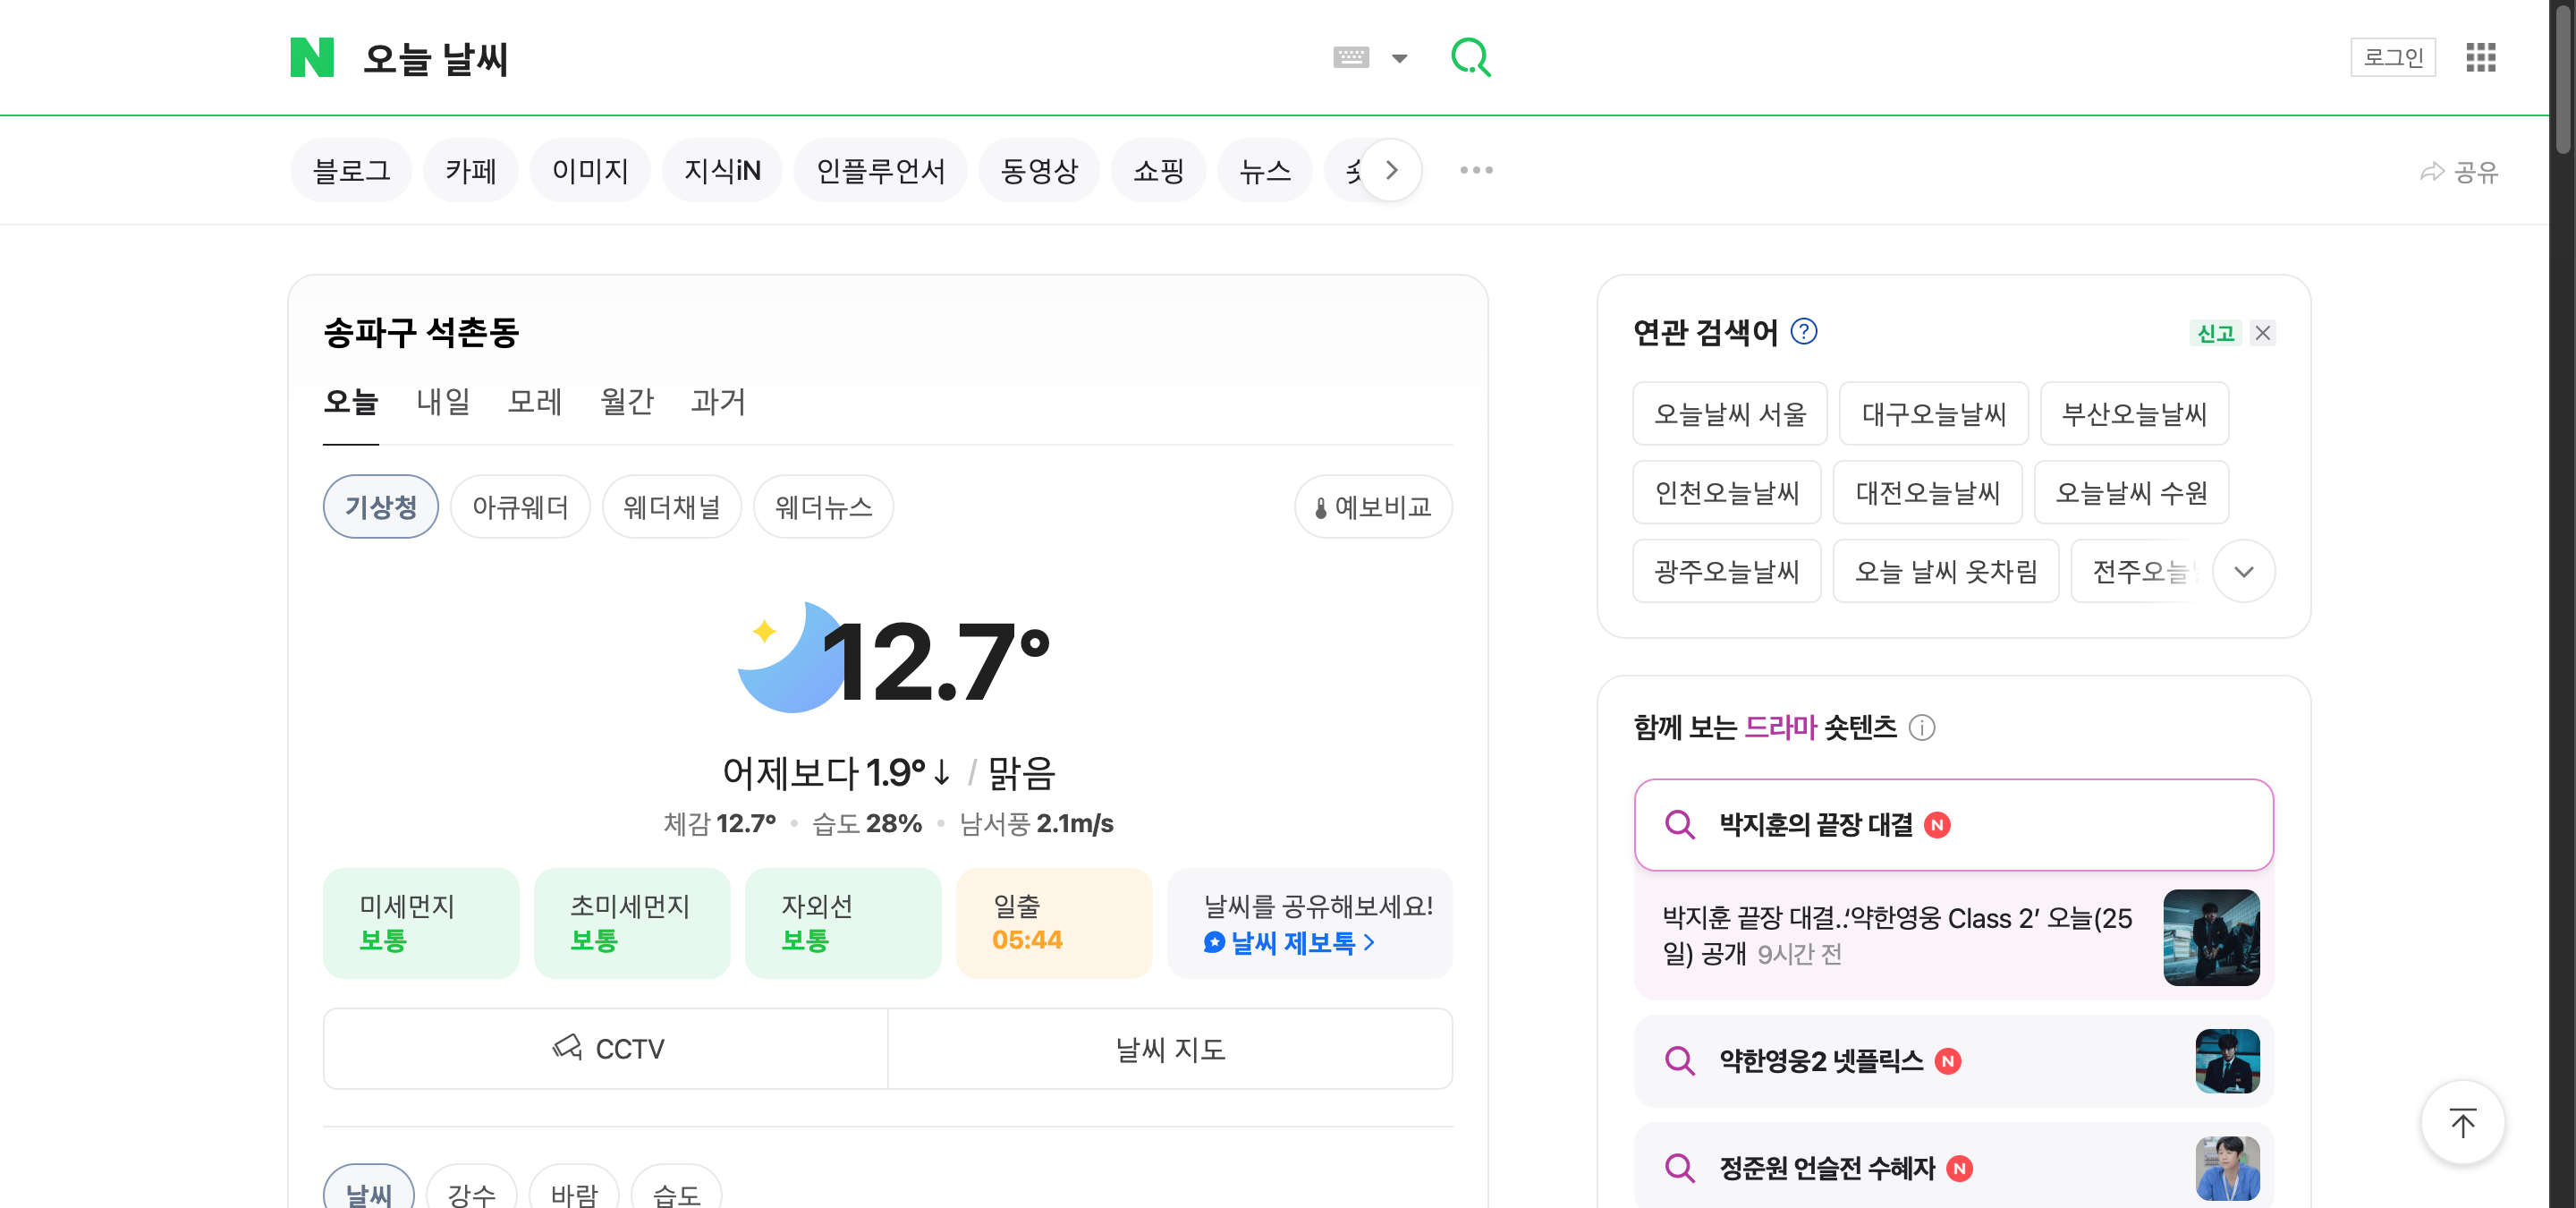 오늘 날씨
로그인
블로그 카페 이미지 지식iN 인플루언서 동영상 쇼핑 뉴스
공유
송파구 석촌동
오늘 내일 모레 월간 과거
기상청 아큐웨더 웨더채널 웨더뉴스 예보비교
12.7°
어제보다 1.9° ↓ / 맑음
체감 12.7° • 습도 28% • 남서풍 2.1m/s
미세먼지 초미세먼지 자외선 일출 날씨를 공유해보세요!
보통 보통 보통 05:44 날씨 제보톡 >
CCTV 날씨 지도
날씨 강수 바람 습도
연관 검색어 ?
신고
오늘날씨 서울 대구오늘날씨 부산오늘날씨
인천오늘날씨 대전오늘날씨 오늘날씨 수원
광주오늘날씨 오늘 날씨 옷차림 전주오늘
함께 보는 드라마 숏텐츠
박지훈의 끝장 대결 N
박지훈 끝장 대결..‘약한영웅 Class 2’ 오늘(25
일) 공개 9시간 전
약한영웅2 넷플릭스 N
정준원 언슬전 수혜자 N